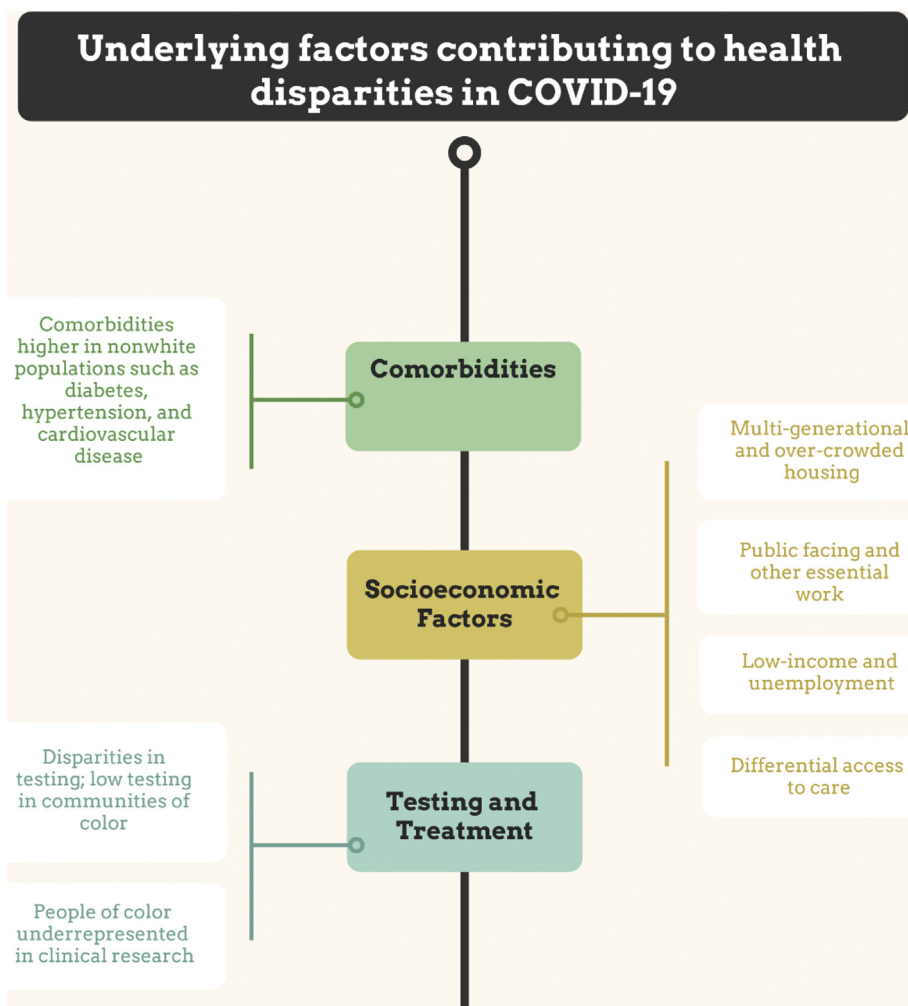 Underlying factors contributing to health
disparities in COVID-19
Comorbidities
higher in nonwhite
populations such as
diabetes,
hypertension, and
cardiovascular
disease
Comorbidities
Multi-generational
and over-crowded
housing
Public facing and
other essential
work
Socioeconomic
Factors
Low-income and
unemployment
Differential access
to care
Disparities in
testing; low testing
in communities of
color
Testing and
Treatment
People of color
underrepresented
in clinical research